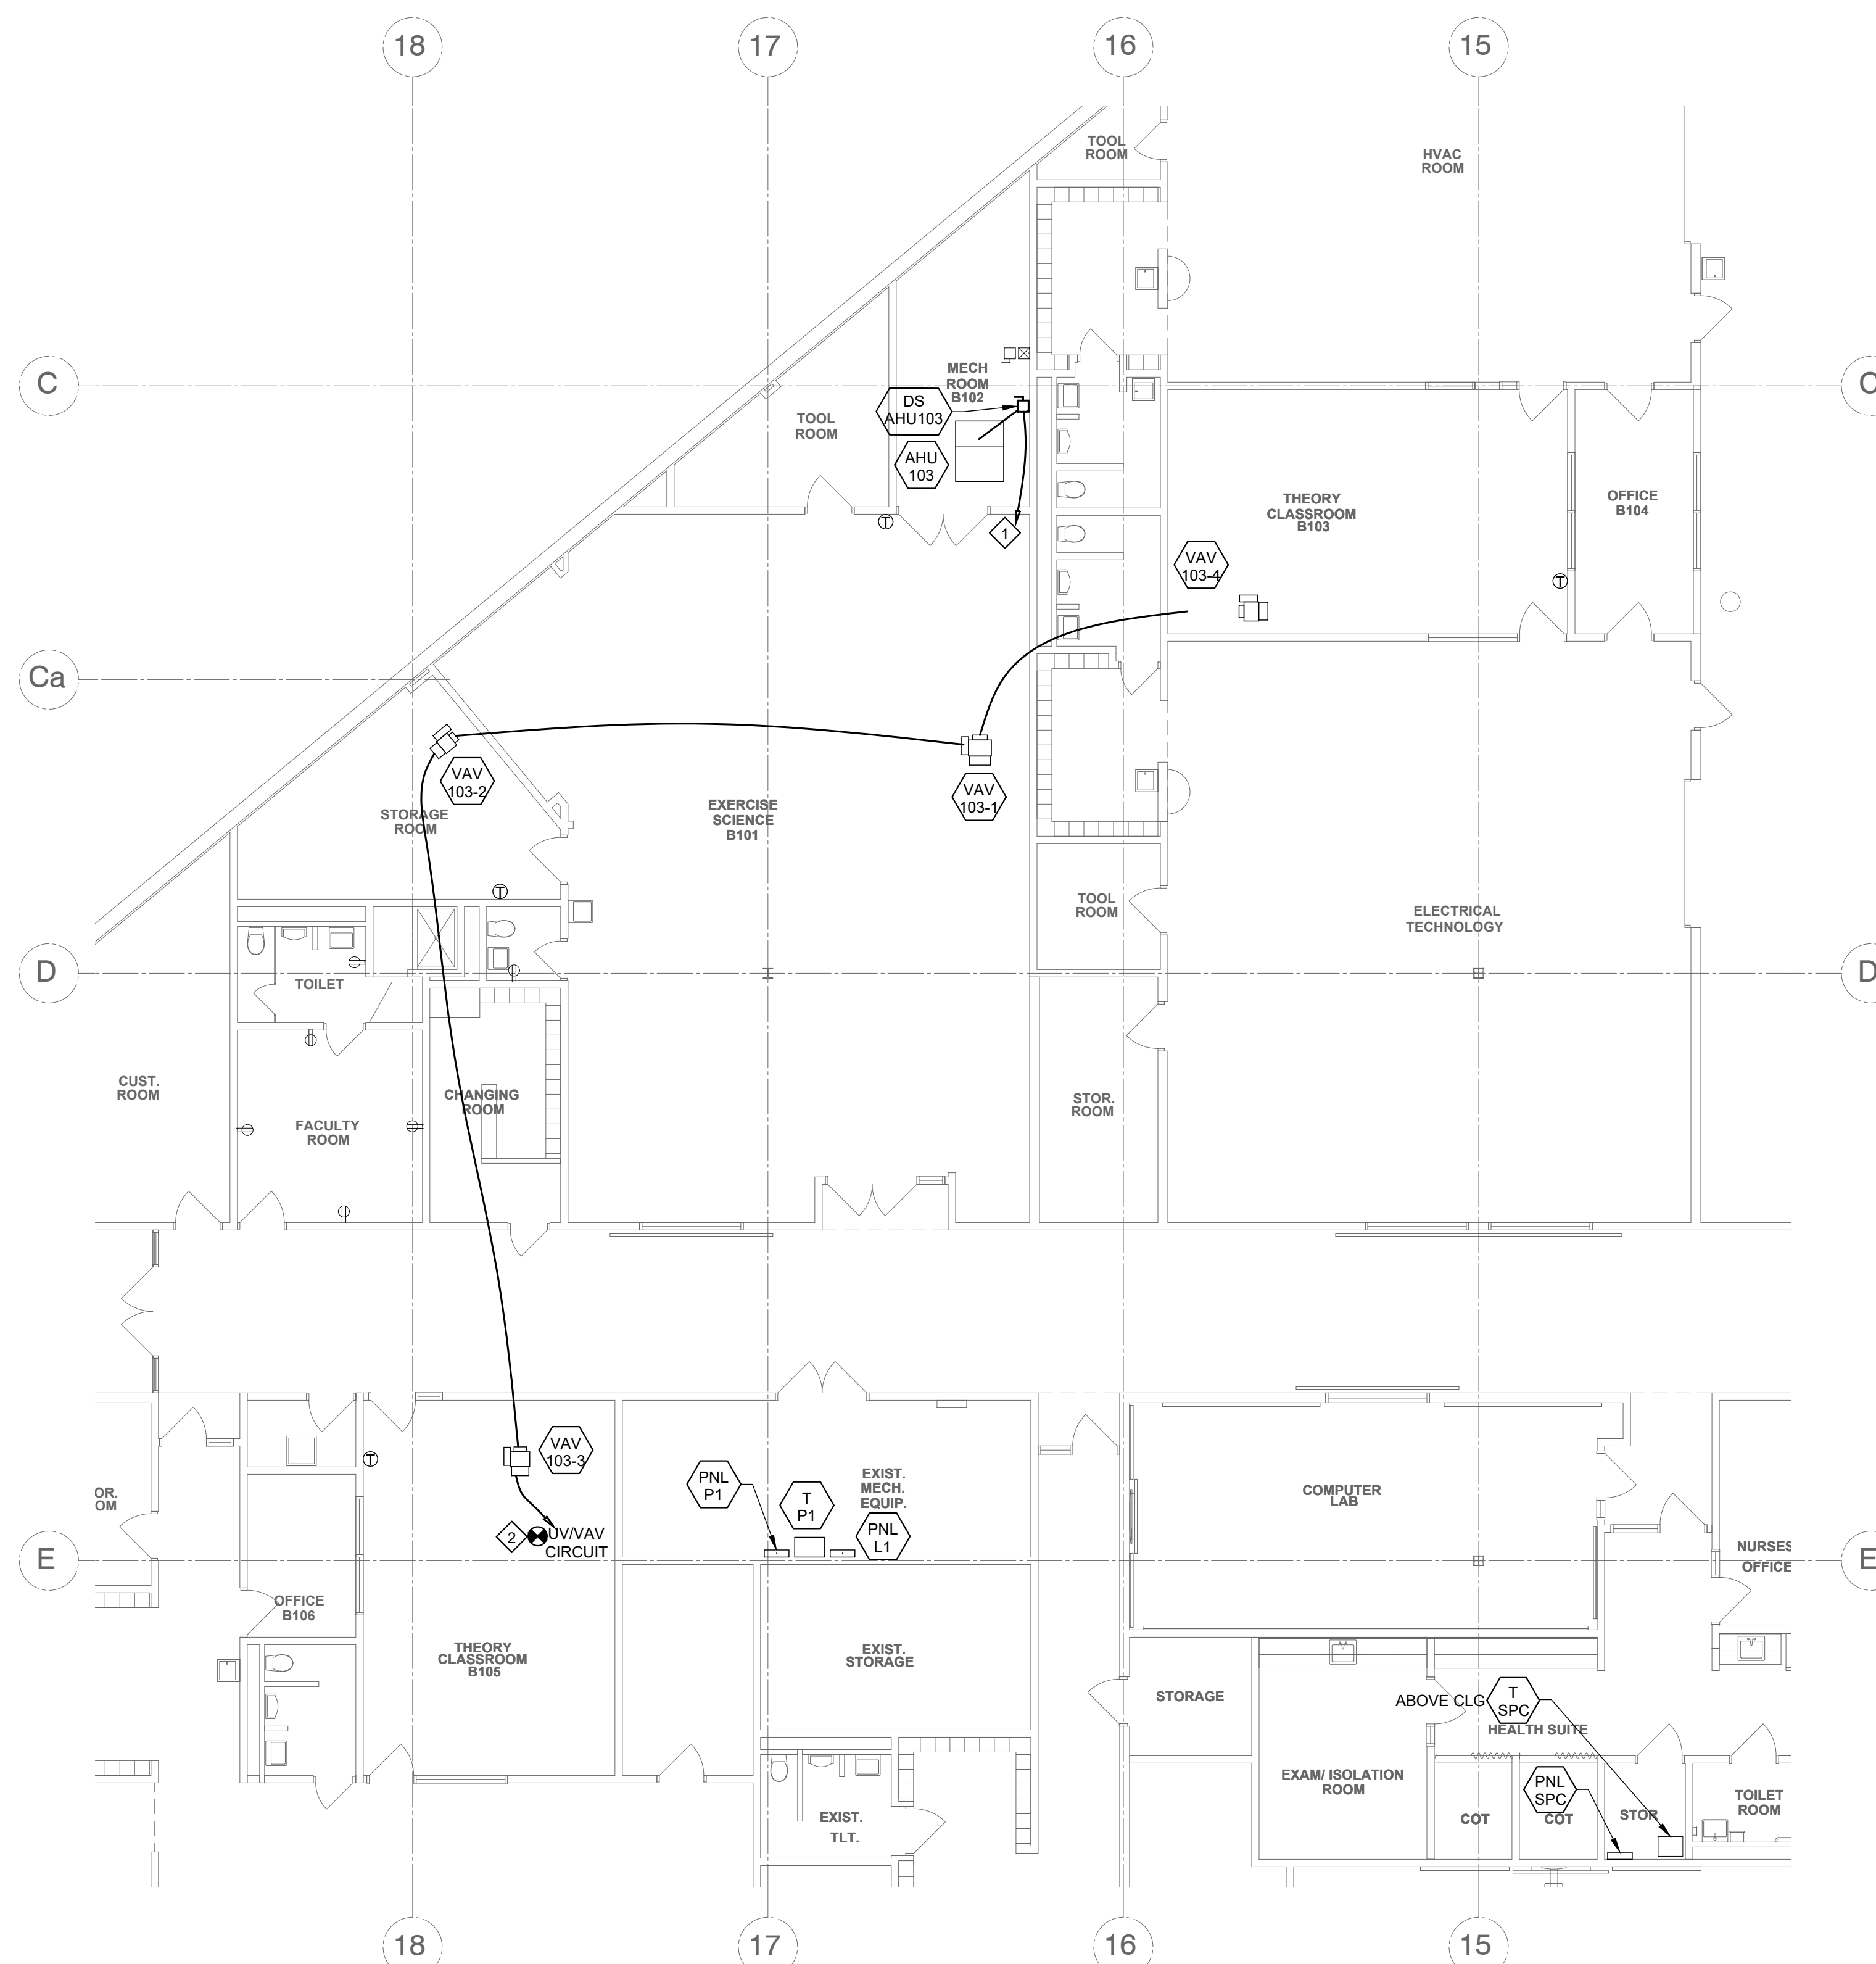 18
17
16
15
TOOL
ROOM
HVAC
ROOM
C
C
MECH
ROOM
B102
DS
AHU103
TOOL
ROOM
AHU
103
1
T
THEORY
CLASSROOM
B103
OFFICE
B104
VAV
103-4
T
Ca
VAV
103-2
VAV
103-1
STORAGE
ROOM
EXERCISE
SCIENCE
B101
T
TOOL
ROOM
ELECTRICAL
TECHNOLOGY
D
D
TOILET
CUST.
ROOM
CHANGING
ROOM
STOR.
ROOM
FACULTY
ROOM
VAV
103-3
T
PNL
P1
T
P1
EXIST.
MECH.
EQUIP.
PNL
L1
COMPUTER
LAB
OR.
OM
2
UV/VAV
CIRCUIT
E
E
NURSES
OFFICE
OFFICE
B106
THEORY
CLASSROOM
B105
EXIST.
STORAGE
STORAGE
ABOVE CLG
T
SPC
HEALTH SUITE
EXAM/ ISOLATION
ROOM
PNL
SPC
COT
COT
STOR
TOILET
ROOM
EXIST.
TLT.
18
17
16
15